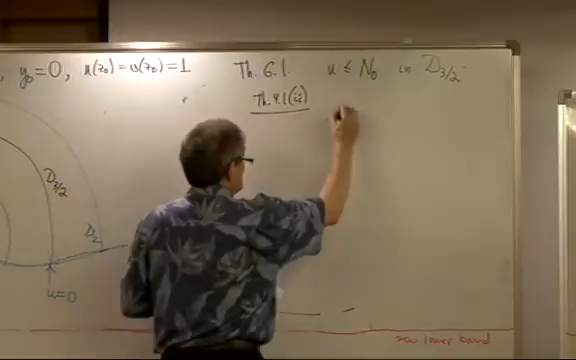 , y₀=0, u(z₀)=v(z₀)=1
Th. 6.1. u ≤ N₀ in D₃/₂.
Th. 4.1(ii)
D₃/₂
D₂
u=0
lower bound